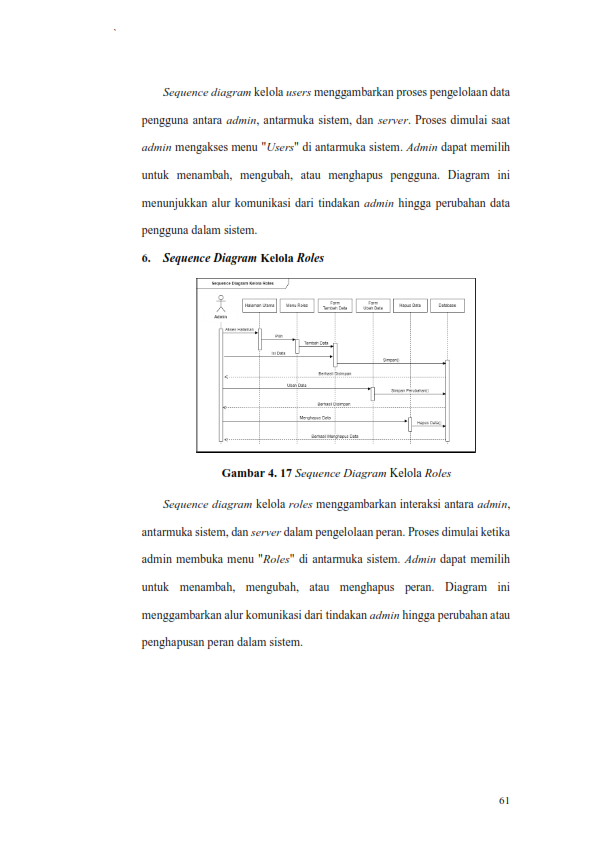 Sequence diagram kelola users menggambarkan proses pengelolaan data
pengguna antara admin, antarmuka sistem, dan server. Proses dimulai saat
admin mengakses menu "Users" di antarmuka sistem. Admin dapat memilih
untuk menambah, mengubah, atau menghapus pengguna. Diagram ini
menunjukkan alur komunikasi dari tindakan admin hingga perubahan data
pengguna dalam sistem.
6. Sequence Diagram Kelola Roles
Sequence Diagram Kelola Roles
Admin
Halaman Utama
Menu Roles
Form
Tambah Data
Form
Ubah Data
Hapus Data
Database
Akses Halaman
Pilih
Tambah Data
Isi Data
Simpan()
Berhasil Disimpan
Ubah Data
Simpan Perubahan()
Berhasil Disimpan
Menghapus Data
Hapus Data()
Berhasil Menghapus Data
Gambar 4. 17 Sequence Diagram Kelola Roles
Sequence diagram kelola roles menggambarkan interaksi antara admin,
antarmuka sistem, dan server dalam pengelolaan peran. Proses dimulai ketika
admin membuka menu "Roles" di antarmuka sistem. Admin dapat memilih
untuk menambah, mengubah, atau menghapus peran. Diagram ini
menggambarkan alur komunikasi dari tindakan admin hingga perubahan atau
penghapusan peran dalam sistem.
61